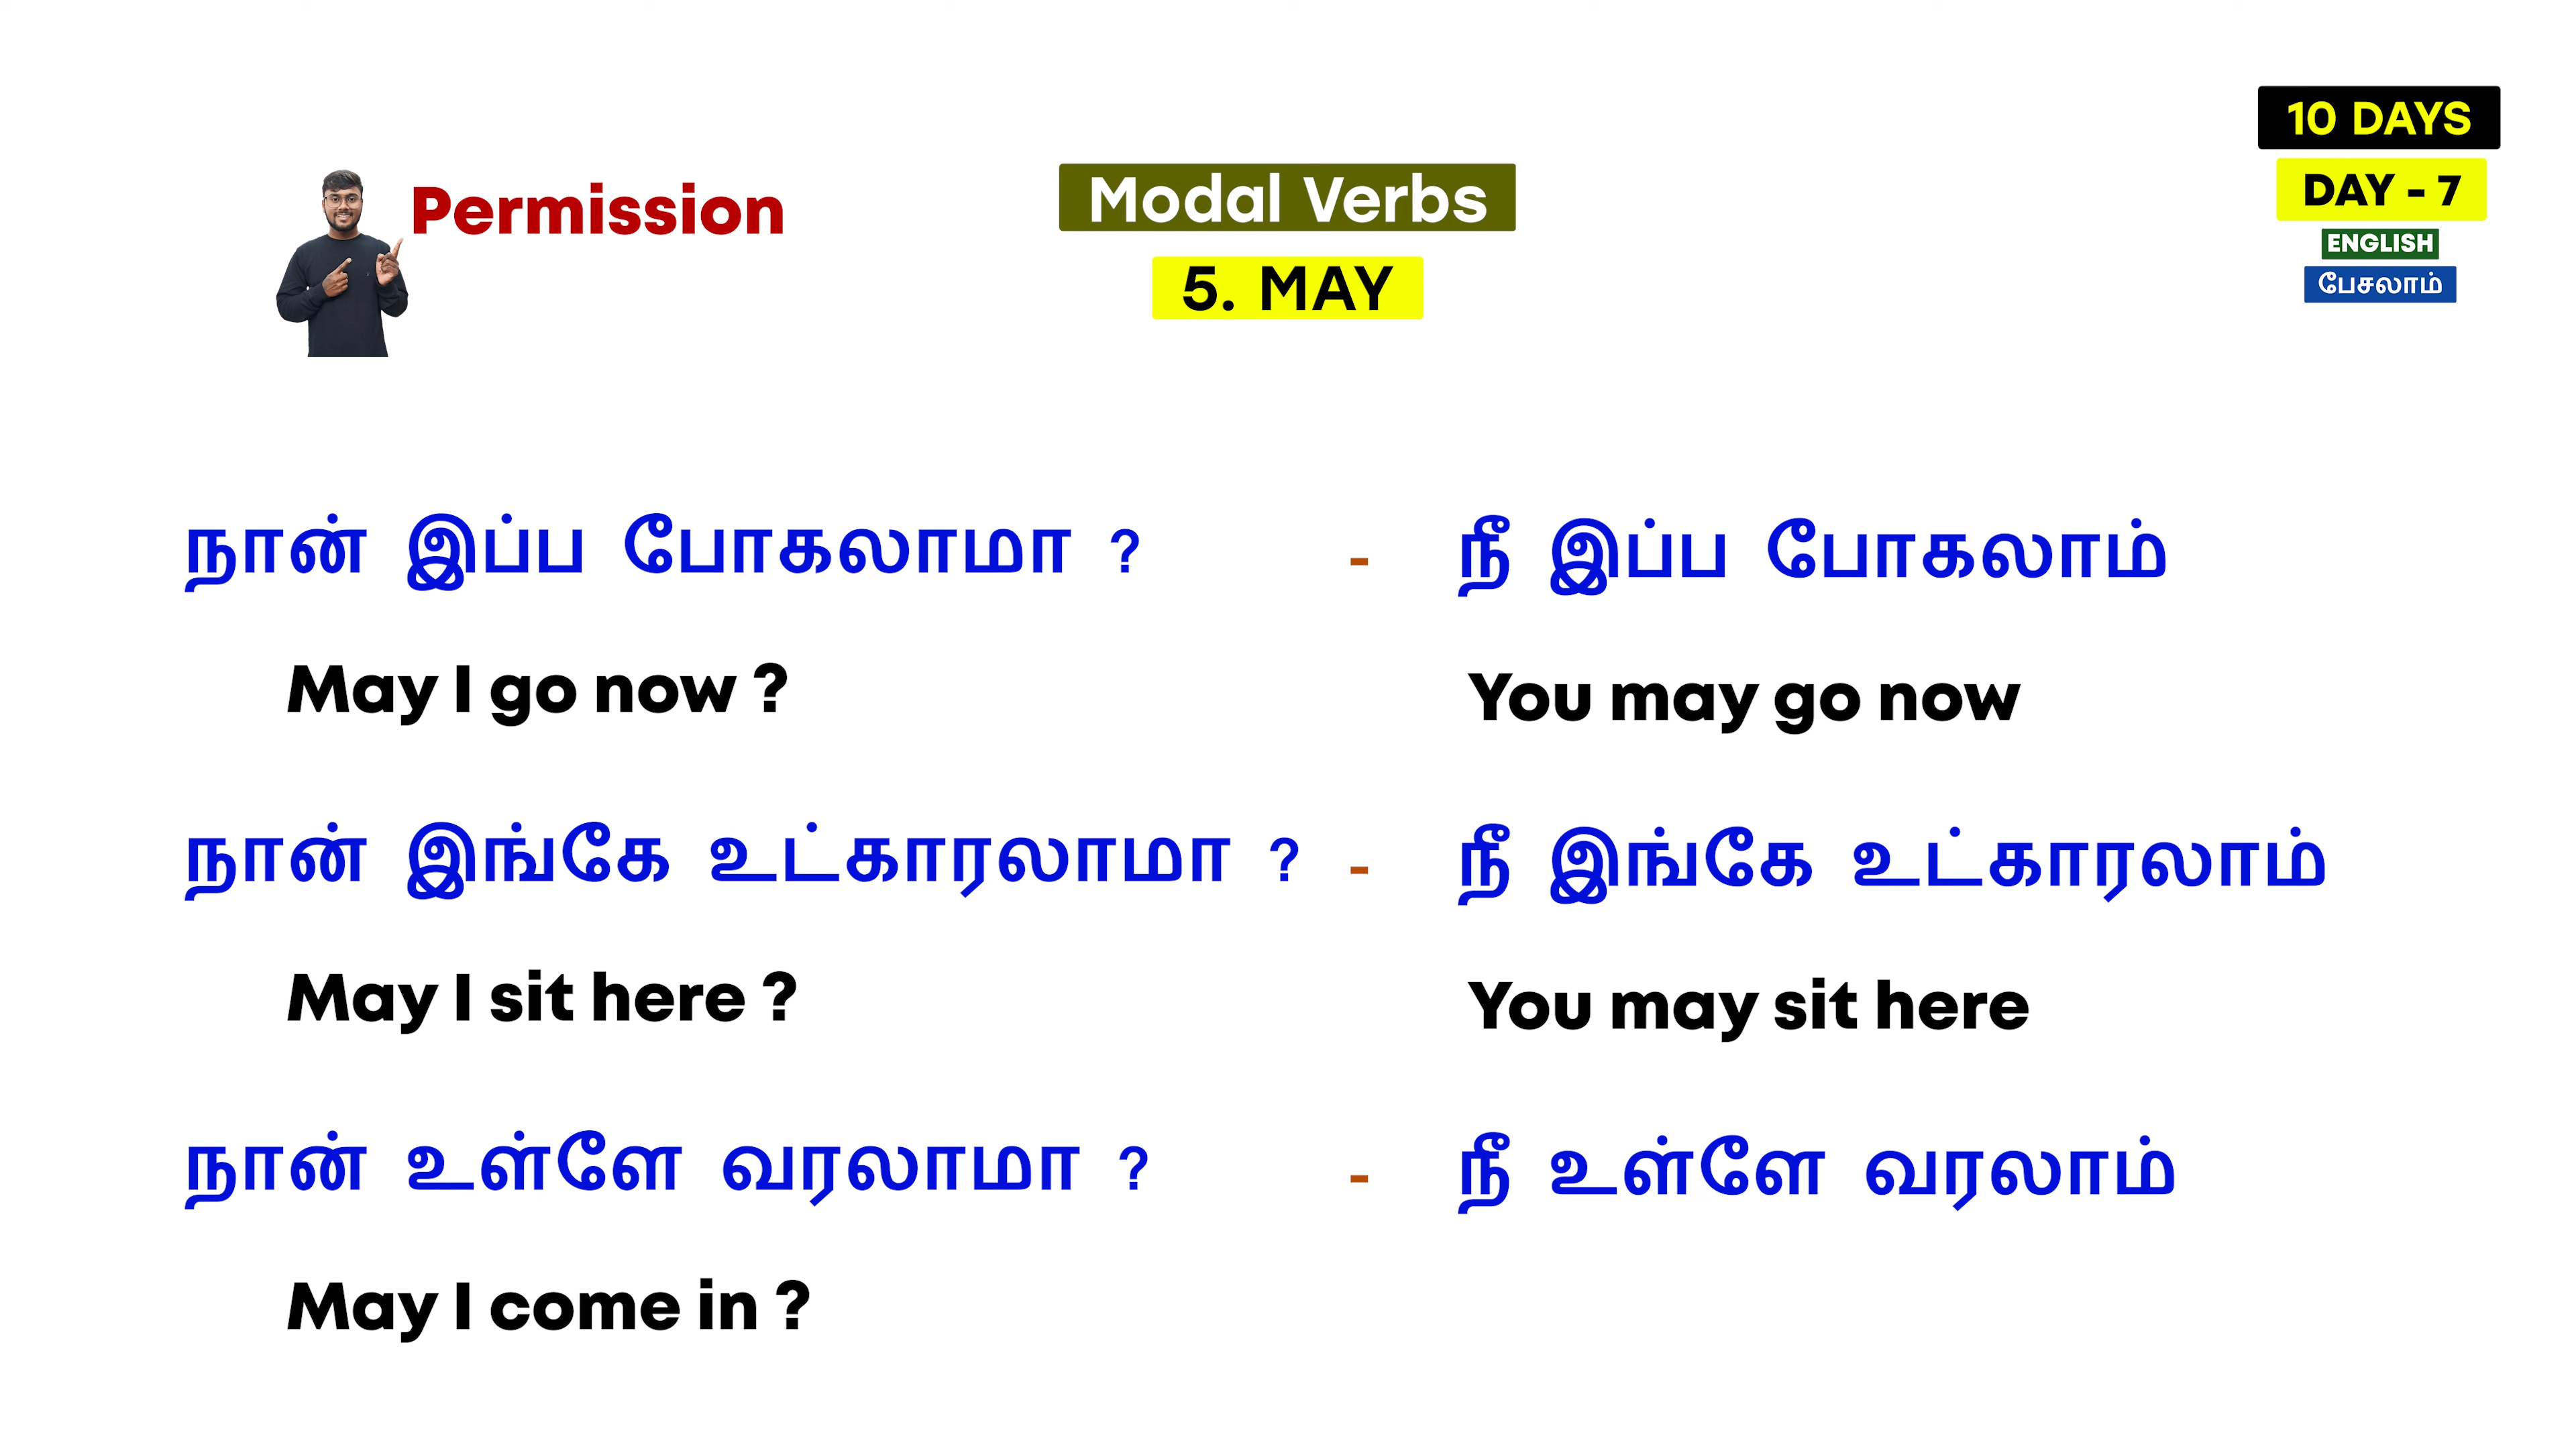 10 DAYS
DAY - 7
ENGLISH
பேசலாம்
Permission
Modal Verbs
5. MAY
நான் இப்ப போகலாமா ? - நீ இப்ப போகலாம்
May I go now ? You may go now
நான் இங்கே உட்காரலாமா ? - நீ இங்கே உட்காரலாம்
May I sit here ? You may sit here
நான் உள்ளே வரலாமா ? - நீ உள்ளே வரலாம்
May I come in ?